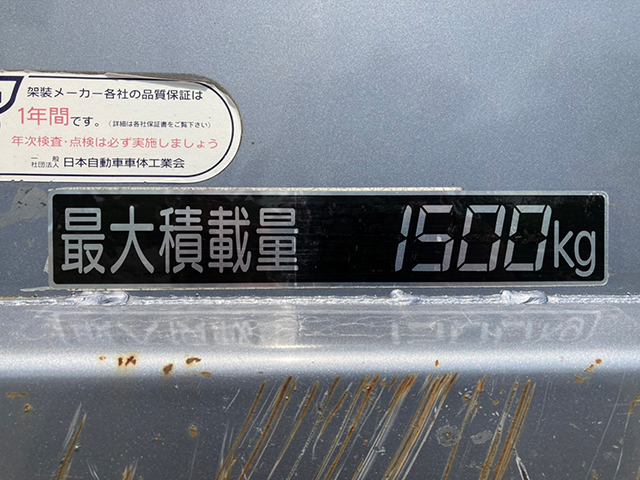 架装メーカー各社の品質保証は
1年間です。(詳細は各社保証書をご覧下さい)
年次検査・点検は必ず実施しましょう
一般社団法人 日本自動車車体工業会
最大積載量 1500kg